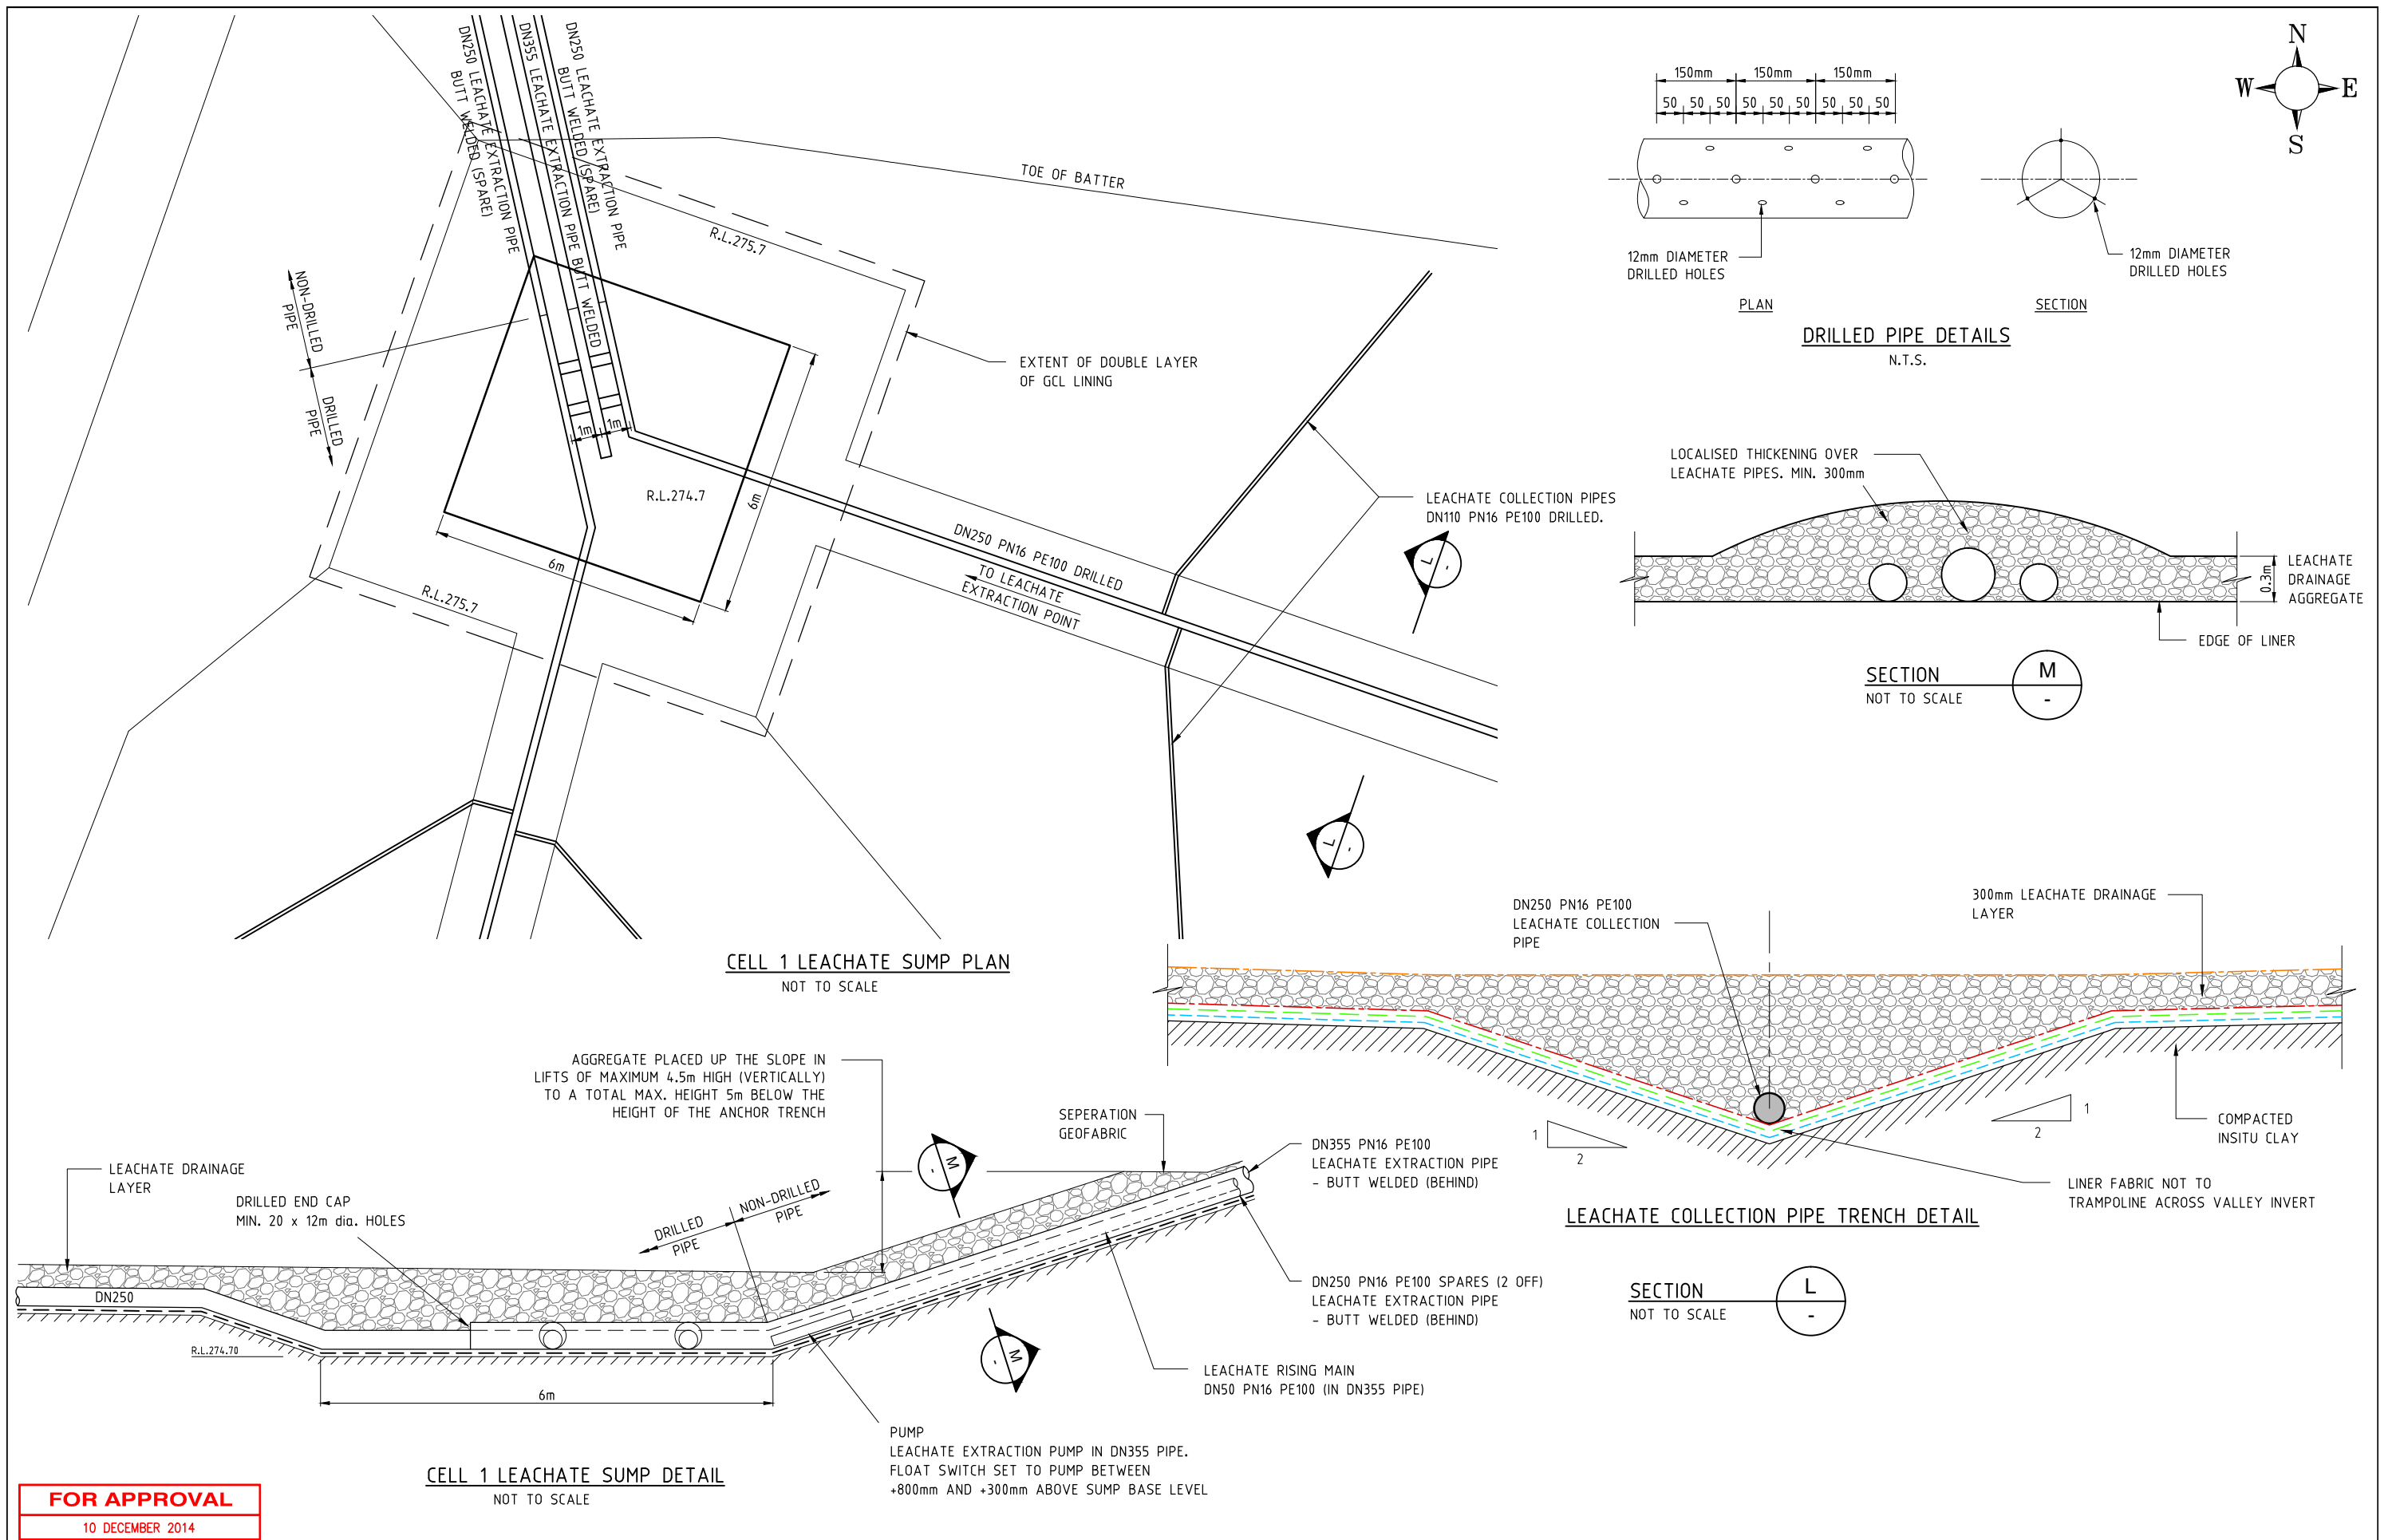 DN250 LEACHATE EXTRACTION PIPE
BUTT WELDED (SPARE)
DN355 LEACHATE EXTRACTION PIPE BUTT WELDED
DN250 LEACHATE EXTRACTION PIPE
BUTT WELDED (SPARE)
TOE OF BATTER
R.L.275.7
NON-DRILLED
PIPE
DRILLED
PIPE
EXTENT OF DOUBLE LAYER
OF GCL LINING
1m
1m
R.L.274.7
6m
6m
R.L.275.7
DN250 PN16 PE100 DRILLED
TO LEACHATE
EXTRACTION POINT
LEACHATE COLLECTION PIPES
DN110 PN16 PE100 DRILLED.
L
-
L
-
CELL 1 LEACHATE SUMP PLAN
NOT TO SCALE
150mm 150mm 150mm
50 50 50 50 50 50 50 50 50
12mm DIAMETER
DRILLED HOLES
12mm DIAMETER
DRILLED HOLES
PLAN
SECTION
DRILLED PIPE DETAILS
N.T.S.
N
W
E
S
LOCALISED THICKENING OVER
LEACHATE PIPES. MIN. 300mm
0.3m
LEACHATE
DRAINAGE
AGGREGATE
EDGE OF LINER
SECTION
NOT TO SCALE
M
-
DN250 PN16 PE100
LEACHATE COLLECTION
PIPE
300mm LEACHATE DRAINAGE
LAYER
1
2
1
2
COMPACTED
INSITU CLAY
LINER FABRIC NOT TO
TRAMPOLINE ACROSS VALLEY INVERT
LEACHATE COLLECTION PIPE TRENCH DETAIL
SECTION
NOT TO SCALE
L
-
AGGREGATE PLACED UP THE SLOPE IN
LIFTS OF MAXIMUM 4.5m HIGH (VERTICALLY)
TO A TOTAL MAX. HEIGHT 5m BELOW THE
HEIGHT OF THE ANCHOR TRENCH
SEPERATION
GEOFABRIC
M
-
DN355 PN16 PE100
LEACHATE EXTRACTION PIPE
- BUTT WELDED (BEHIND)
LEACHATE DRAINAGE
LAYER
DRILLED END CAP
MIN. 20 x 12m dia. HOLES
DRILLED
PIPE
NON-DRILLED
PIPE
DN250
R.L.274.70
6m
DN250 PN16 PE100 SPARES (2 OFF)
LEACHATE EXTRACTION PIPE
- BUTT WELDED (BEHIND)
M
-
LEACHATE RISING MAIN
DN50 PN16 PE100 (IN DN355 PIPE)
PUMP
LEACHATE EXTRACTION PUMP IN DN355 PIPE.
FLOAT SWITCH SET TO PUMP BETWEEN
+800mm AND +300mm ABOVE SUMP BASE LEVEL
CELL 1 LEACHATE SUMP DETAIL
NOT TO SCALE
FOR APPROVAL
10 DECEMBER 2014